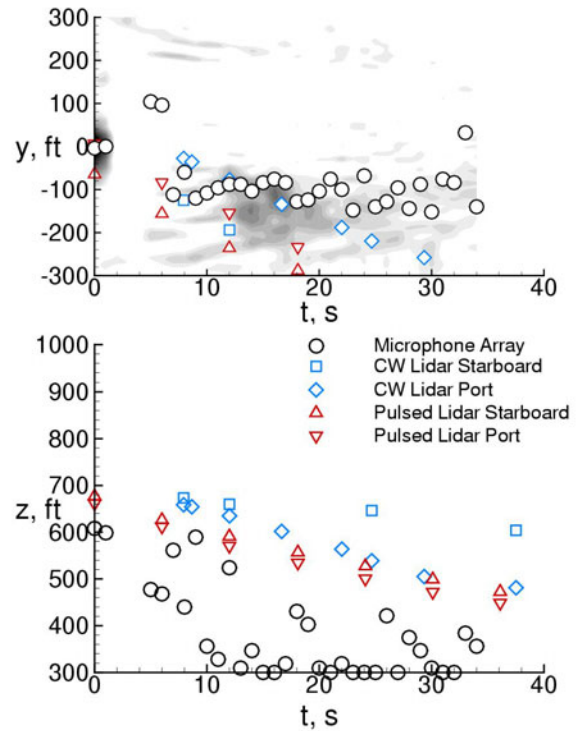 300
200
100
y, ft
0
-100
-200
-300
0 10 20 30 40
t, s
1000
900
800
700
z, ft
600
500
400
300
Microphone Array
CW Lidar Starboard
CW Lidar Port
Pulsed Lidar Starboard
Pulsed Lidar Port
0 10 20 30 40
t, s